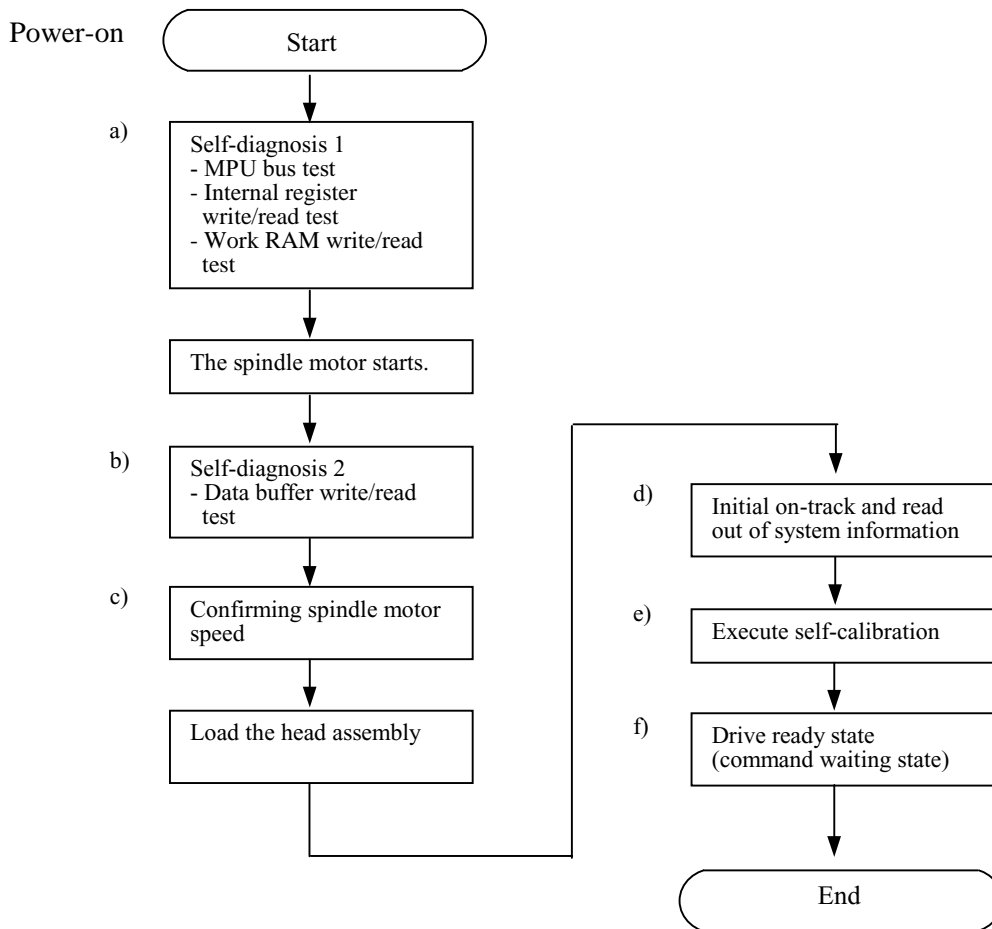 Power-on
Start
a)
Self-diagnosis 1
- MPU bus test
- Internal register
write/read test
- Work RAM write/read
test
The spindle motor starts.
b)
Self-diagnosis 2
- Data buffer write/read
test
c)
Confirming spindle motor
speed
Load the head assembly
d)
Initial on-track and read
out of system information
e)
Execute self-calibration
f)
Drive ready state
(command waiting state)
End